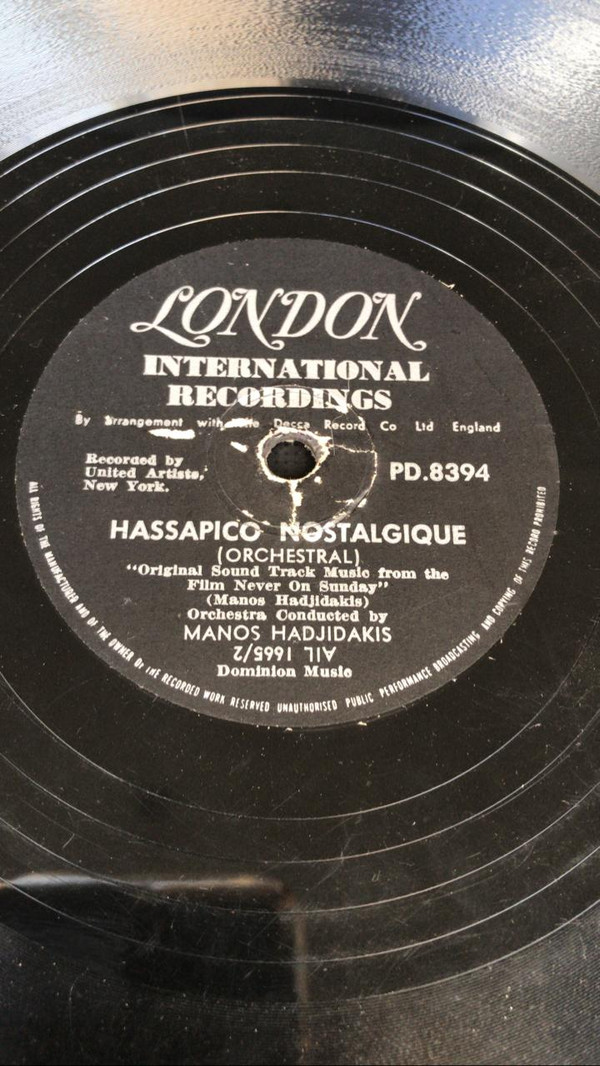 LONDON
INTERNATIONAL
RECORDINGS
By arrangement with the Decca Record Co Ltd England
Recorded by
United Artists,
New York.
PD.8394
HASSAPICO NOSTALGIQUE
(ORCHESTRAL)
"Original Sound Track Music from the
Film Never On Sunday"
(Manos Hadjidakis)
Orchestra Conducted by
MANOS HADJIDAKIS
AIL 1665/2
Dominion Music
ALL RIGHTS OF THE MANUFACTURER AND OF THE OWNER OF THE RECORDED WORK RESERVED UNAUTHORISED PUBLIC PERFORMANCE BROADCASTING AND COPYING OF THIS RECORD PROHIBITED